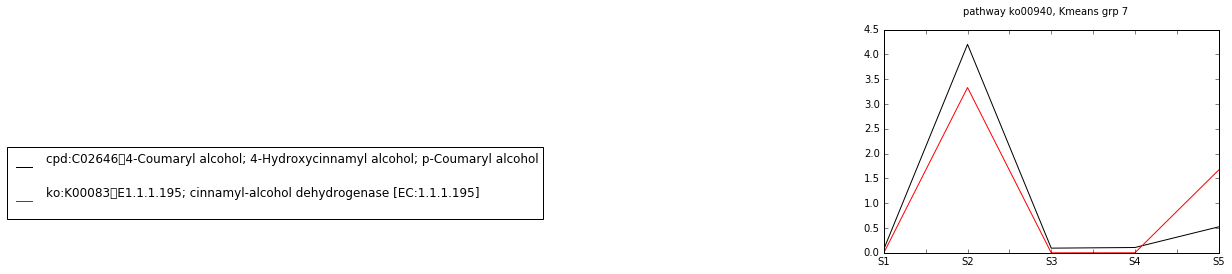 pathway ko00940, Kmeans grp 7
4.5
4.0
3.5
3.0
2.5
2.0
1.5
1.0
0.5
0.0
S1 S2 S3 S4 S5
cpd:C02646▯4-Coumaryl alcohol; 4-Hydroxycinnamyl alcohol; p-Coumaryl alcohol
ko:K00083▯E1.1.1.195; cinnamyl-alcohol dehydrogenase [EC:1.1.1.195]